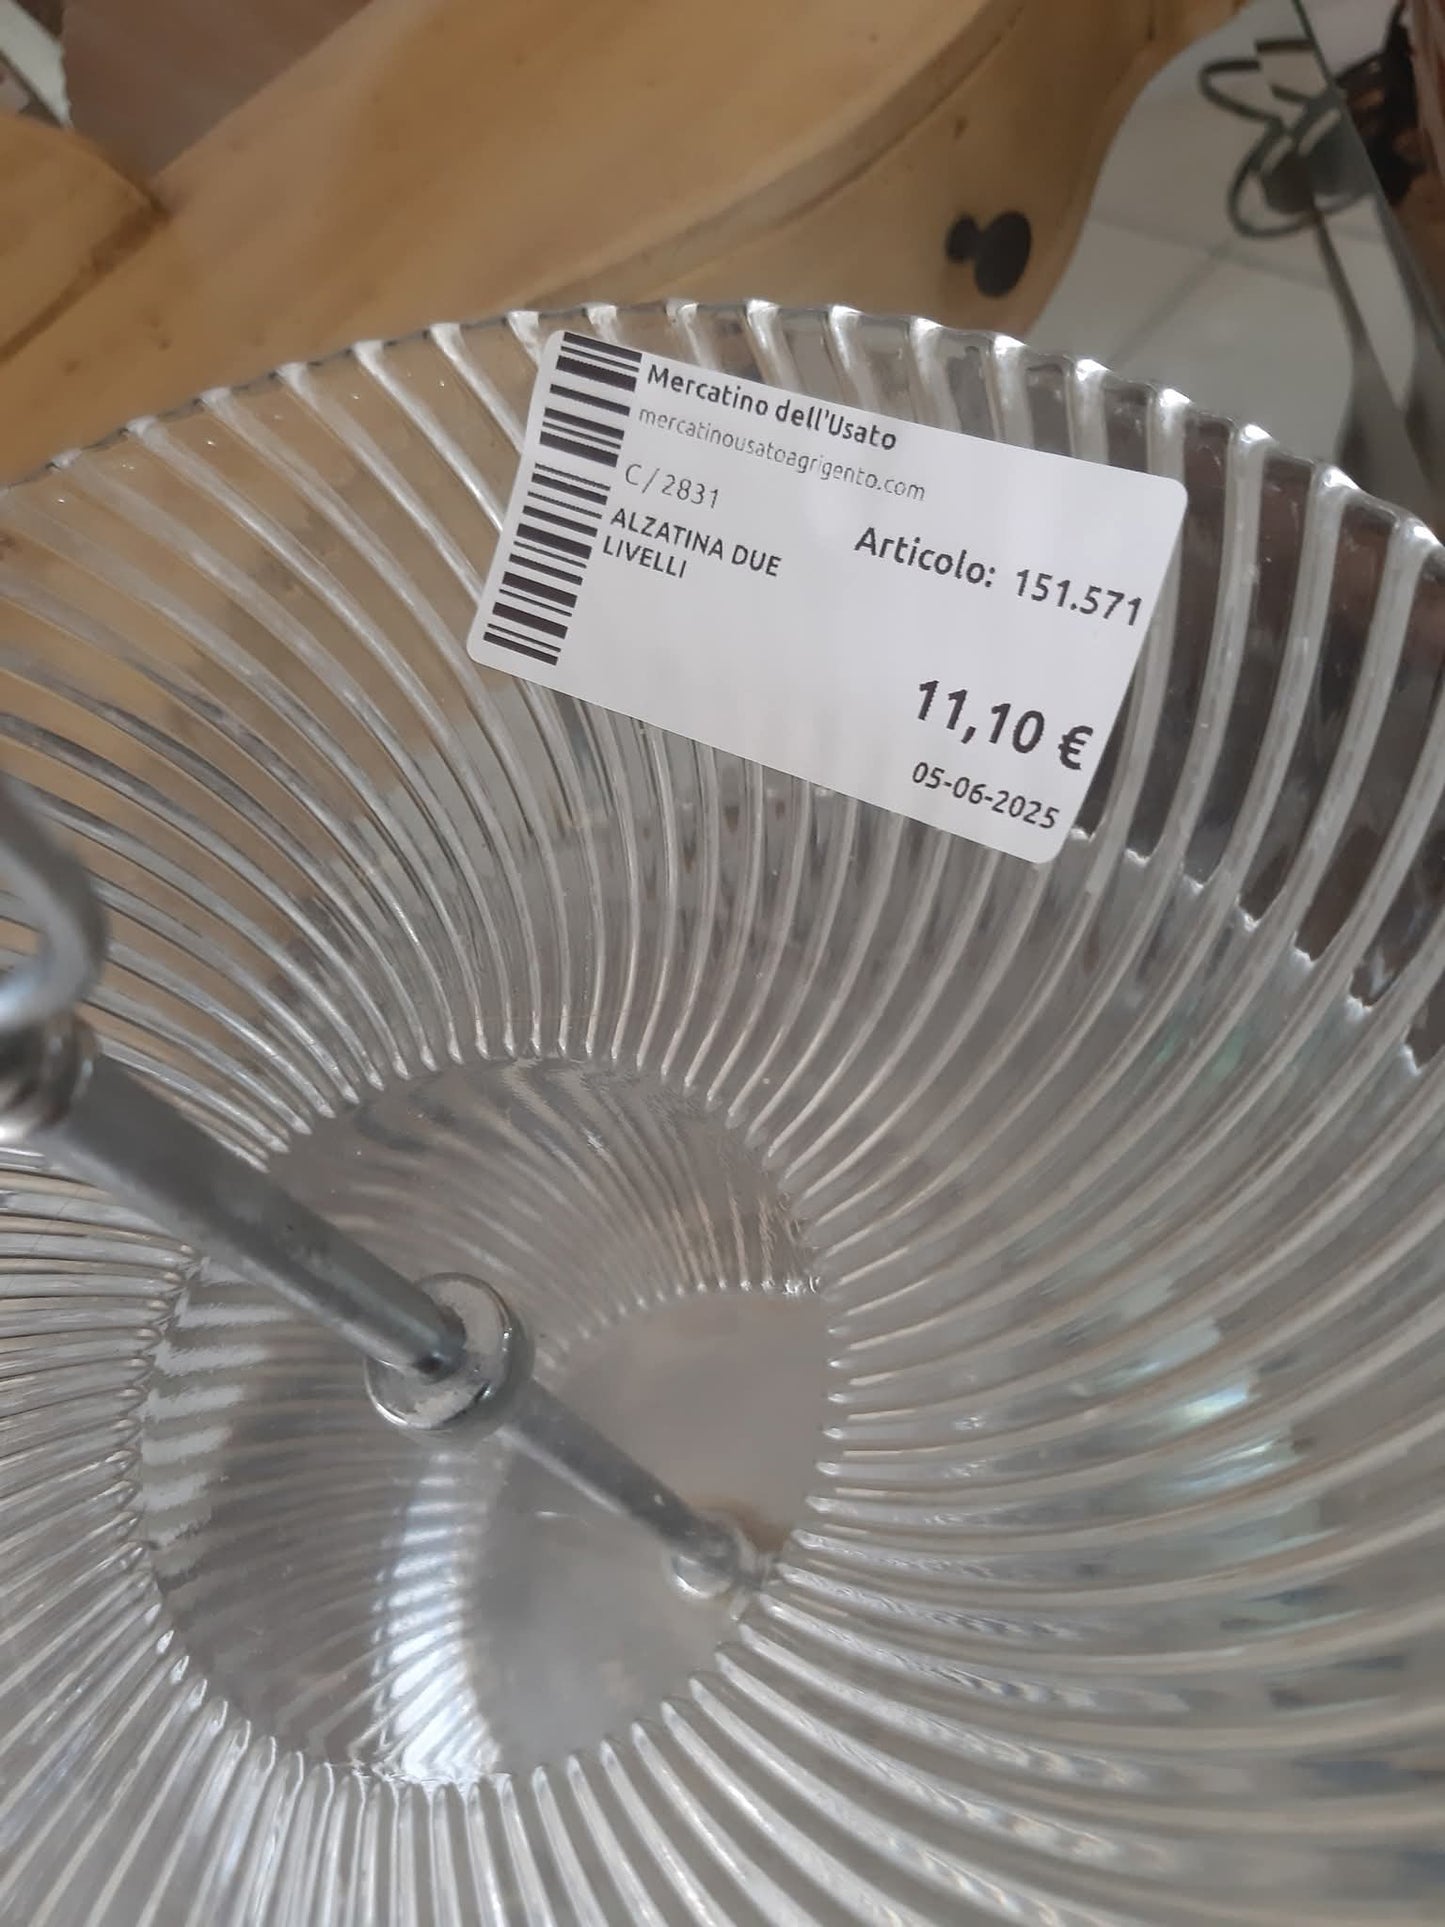 Mercatino dell'Usato
mercatinousatoagrigento.com
C/2831
ALZATINA DUE
LIVELLI
Articolo: 151.571
11,10 €
05-06-2025